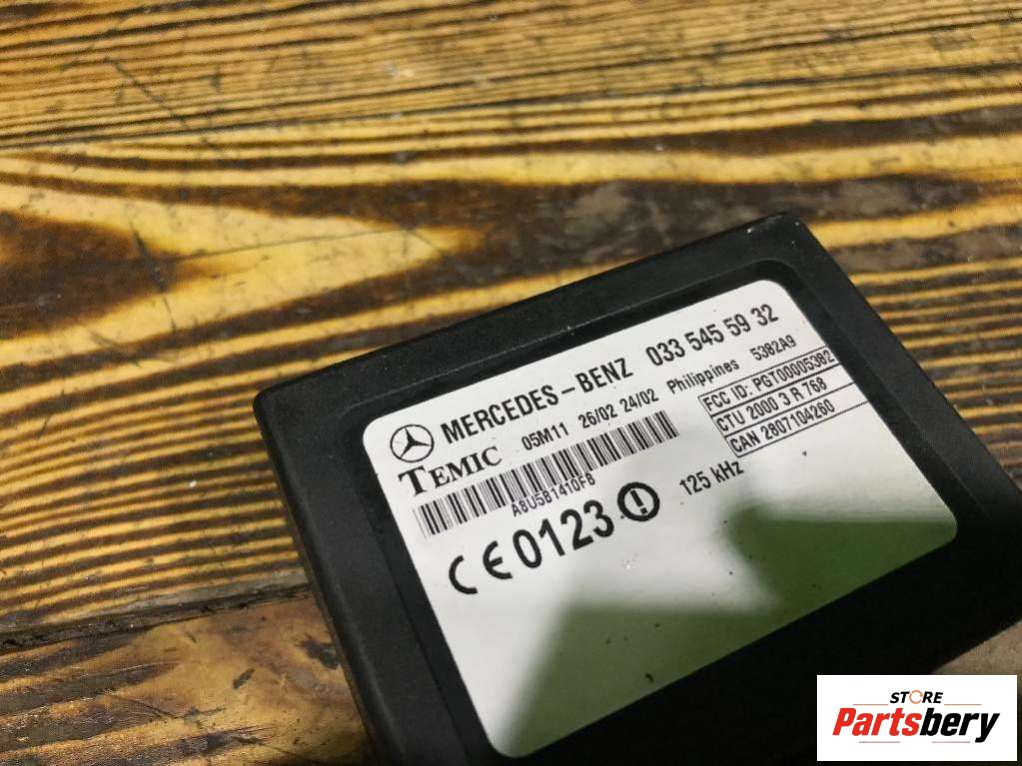 MERCEDES-BENZ 033 545 59 32
TEMIC 05M11 26/02 24/02 Philippines 5382A9
FCC ID: PGT00005382
CTU 2000 3 R 768
CAN 2807104260
A8U581410F8
CE0123 125 kHz
STORE
Partsbery